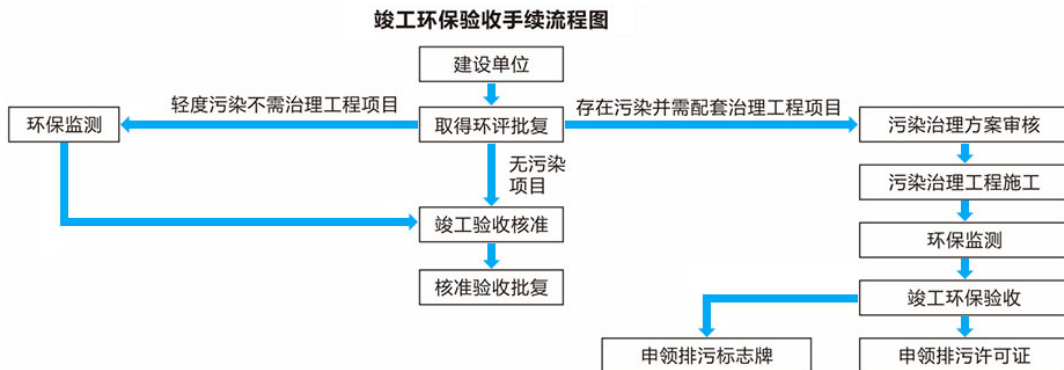 竣工环保验收手续流程图
建设单位
轻度污染不需治理工程项目
存在污染并需配套治理工程项目
环保监测
取得环评批复
污染治理方案审核
无污染
项目
污染治理工程施工
竣工验收核准
环保监测
核准验收批复
竣工环保验收
申领排污标志牌
申领排污许可证